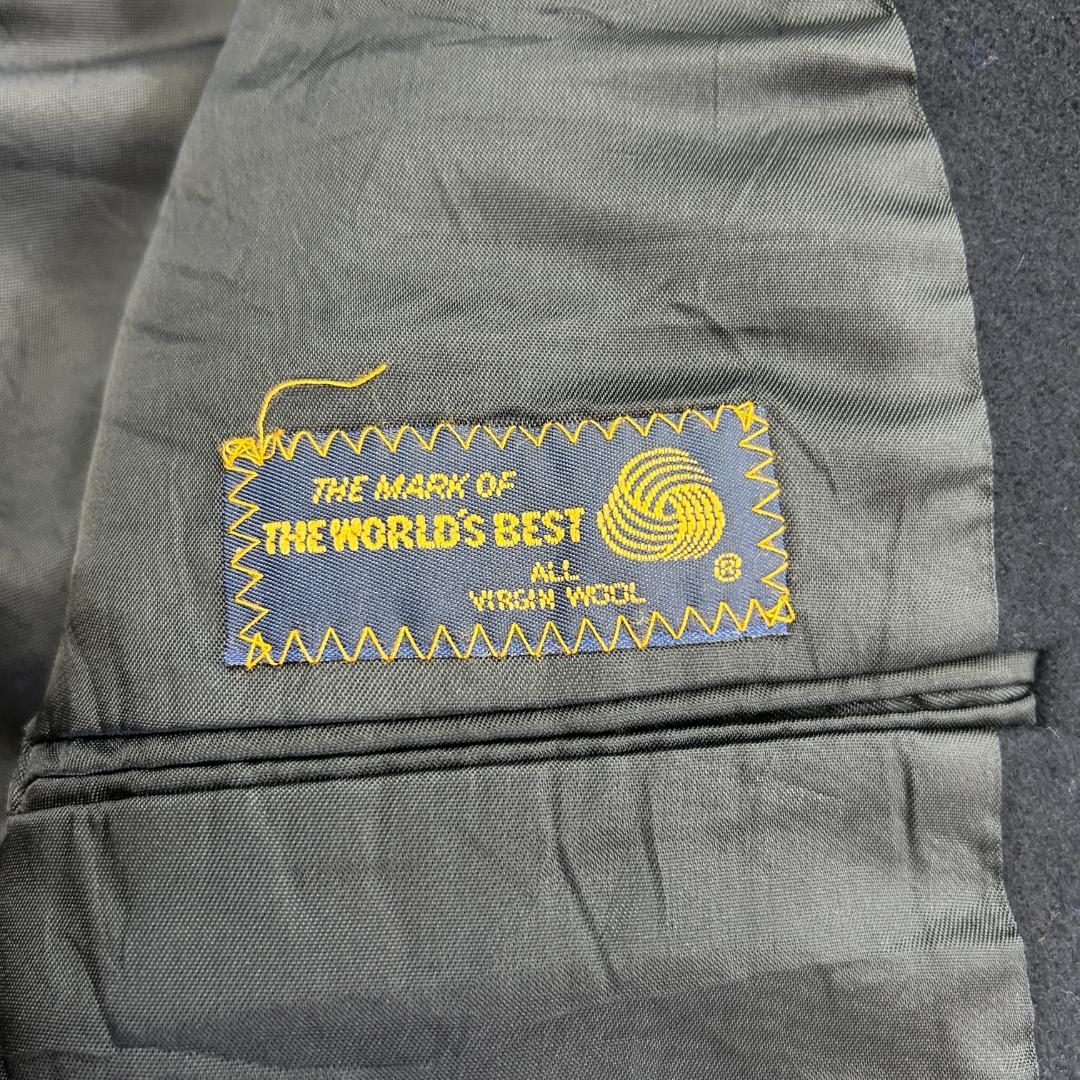 THE MARK OF
THE WORLD'S BEST
ALL
VIRGIN WOOL
®